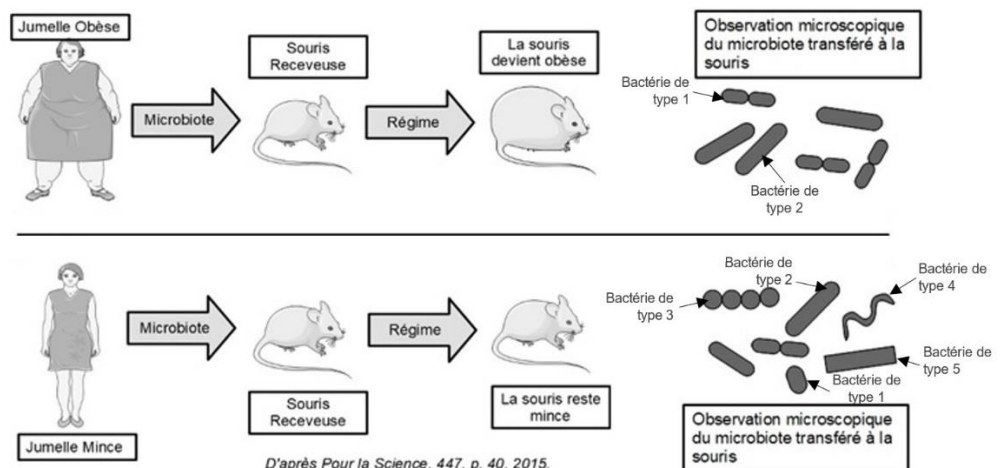 Jumelle Obèse
Souris
Receveuse
La souris
devient obèse
Observation microscopique
du microbiote transféré à la
souris
Microbiote
Régime
Bactérie de
type 1
Bactérie de
type 2
Microbiote
Régime
Bactérie de
type 2
Bactérie de
type 3
Bactérie de
type 4
Bactérie de
type 5
Bactérie de
type 1
Souris
Receveuse
La souris reste
mince
Observation microscopique
du microbiote transféré à la
souris
Jumelle Mince
D'après Pour la Science, 447, p. 40, 2015.